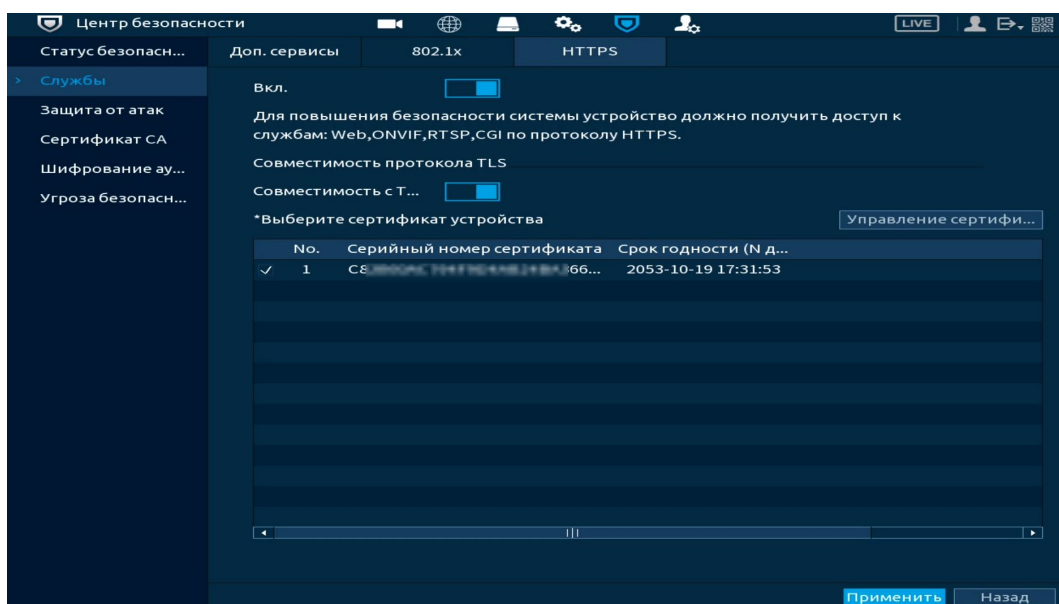 Центр безопасности
LIVE
Статус безопасн...
Доп. сервисы
802.1x
HTTPS
Службы
Вкл.
Защита от атак
Для повышения безопасности системы устройство должно получить доступ к
службам: Web,ONVIF,RTSP,CGI по протоколу HTTPS.
Сертификат CA
Совместимость протокола TLS
Шифрование ау...
Совместимость с T...
Угроза безопасн...
*Выберите сертификат устройства
Управление сертифи...
No. Серийный номер сертификата Срок годности (N д...
1 C8 366... 2053-10-19 17:31:53
Применить
Назад